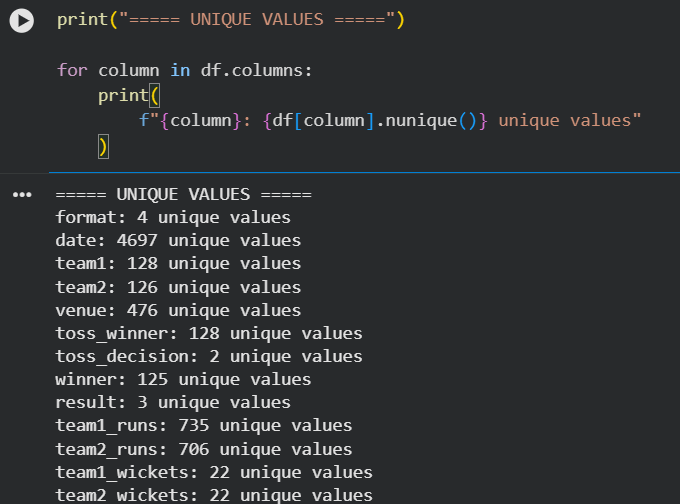 print("===== UNIQUE VALUES =====")
for column in df.columns:
    print(
        f"{column}: {df[column].nunique()} unique values"
    )
===== UNIQUE VALUES =====
format: 4 unique values
date: 4697 unique values
team1: 128 unique values
team2: 126 unique values
venue: 476 unique values
toss_winner: 128 unique values
toss_decision: 2 unique values
winner: 125 unique values
result: 3 unique values
team1_runs: 735 unique values
team2_runs: 706 unique values
team1_wickets: 22 unique values
team2_wickets: 22 unique values